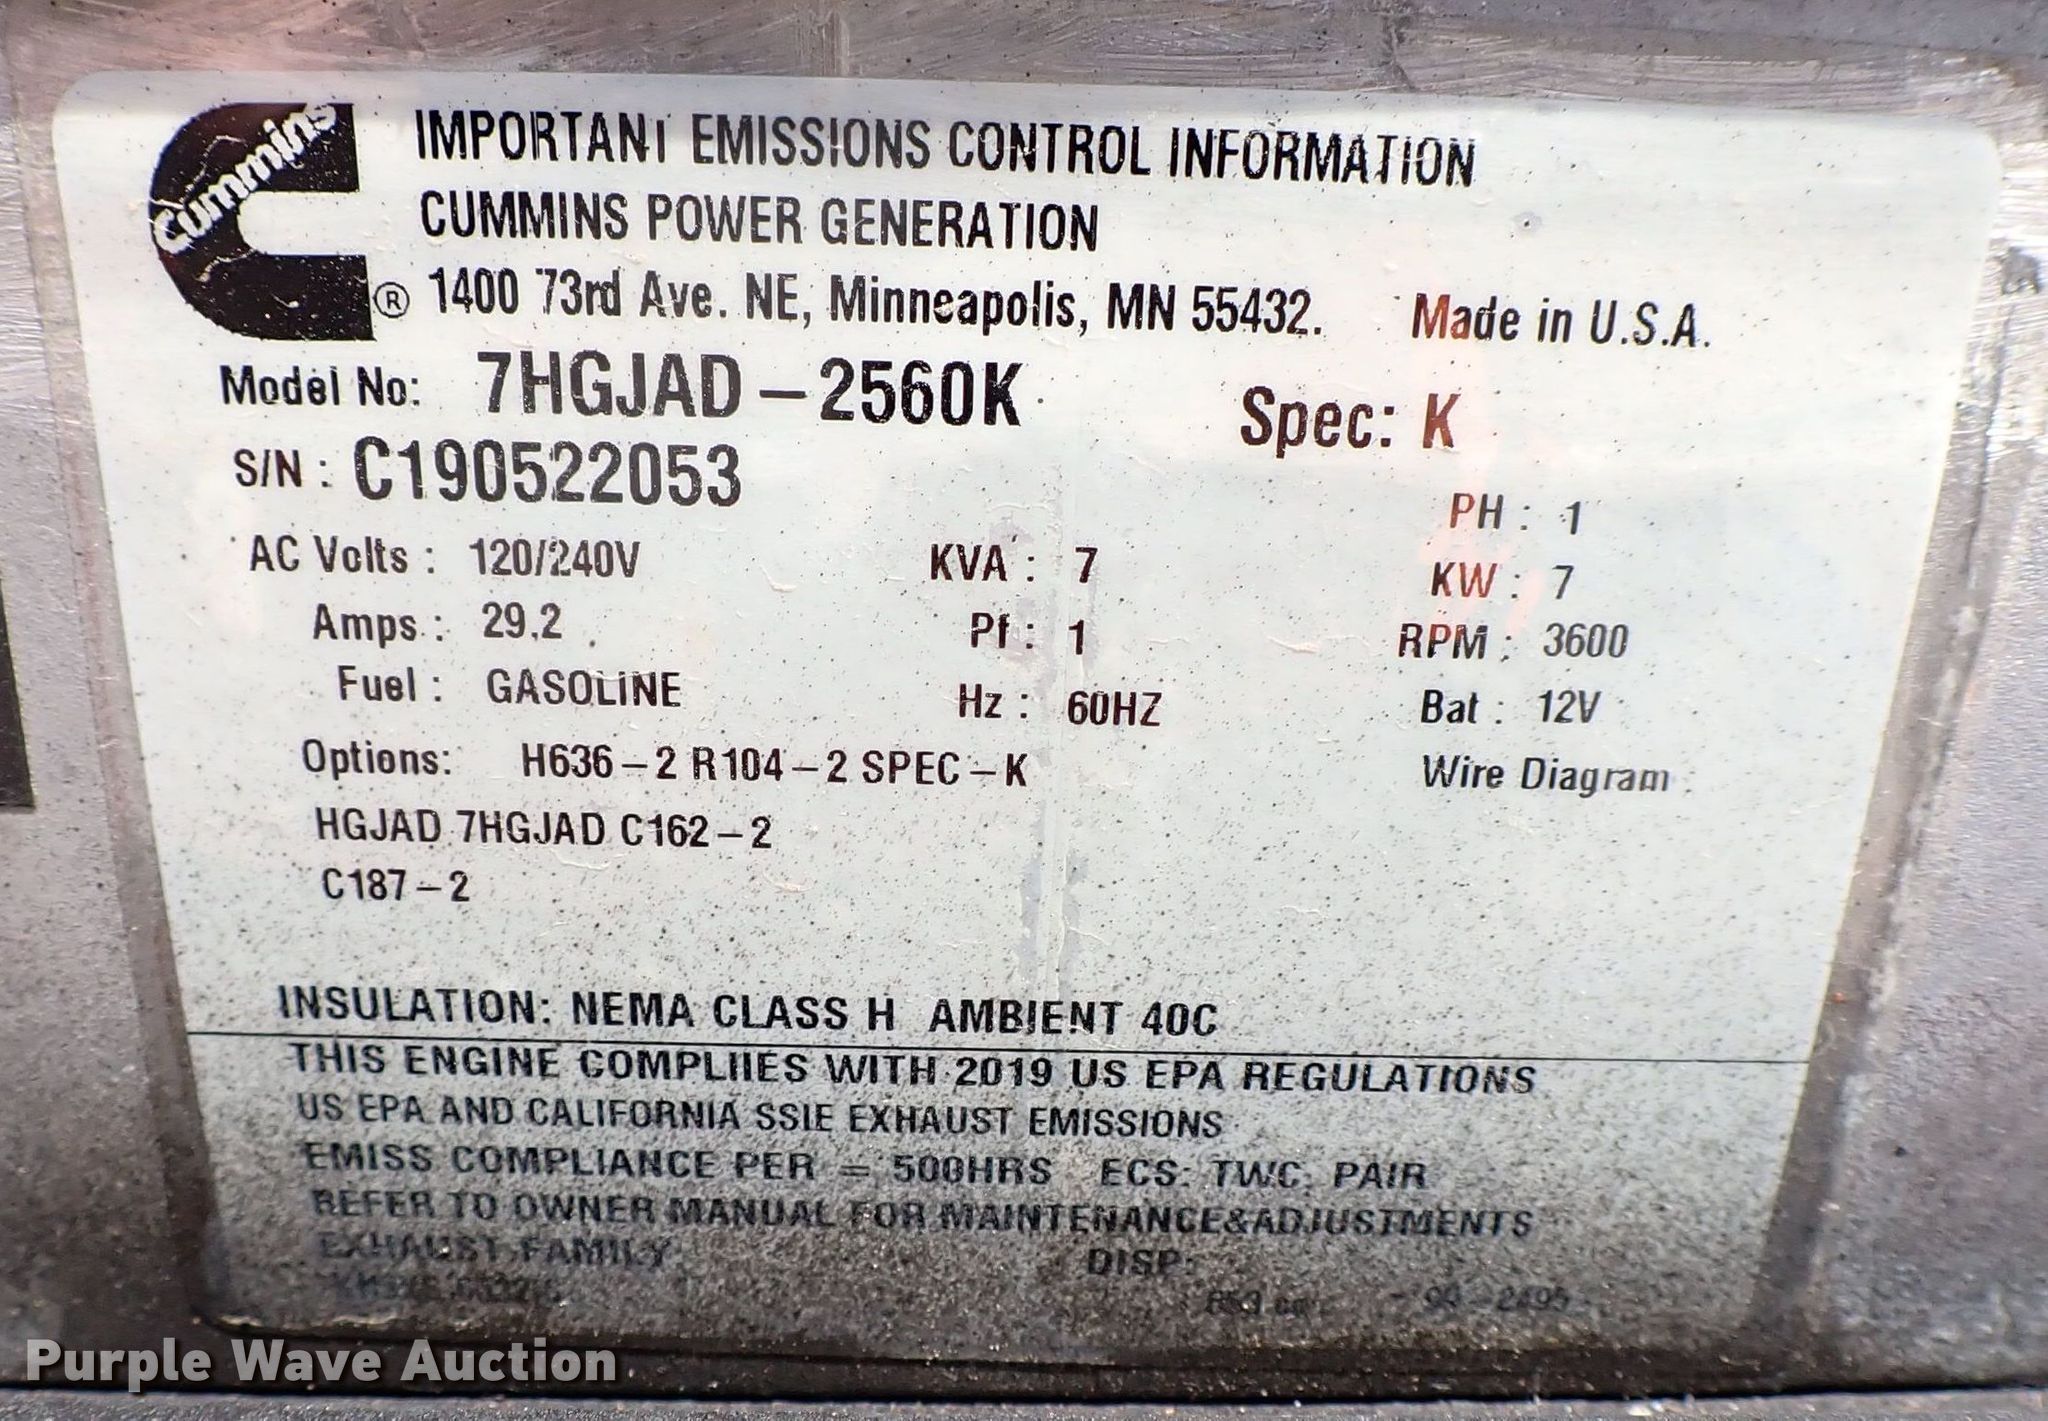 Cummins
IMPORTANT EMISSIONS CONTROL INFORMATION
CUMMINS POWER GENERATION
® 1400 73rd Ave. NE, Minneapolis, MN 55432. Made in U.S.A.
Model No: 7HGJAD-2560K Spec: K
S/N: C190522053
PH: 1
AC Volts: 120/240V KVA: 7 KW: 7
Amps: 29.2 Pf: 1 RPM: 3600
Fuel: GASOLINE Hz: 60HZ Bat: 12V
Options: H636-2 R104-2 SPEC-K Wire Diagram:
HGJAD 7HGJAD C162-2
C187-2
INSULATION: NEMA CLASS H AMBIENT 40C
THIS ENGINE COMPLIIES WITH 2019 US EPA REGULATIONS
US EPA AND CALIFORNIA SSIE EXHAUST EMISSIONS
EMISS COMPLIANCE PER = 500HRS ECS: TWC, PAIR
REFER TO OWNER MANUAL FOR MAINTENANCE&ADJUSTMENTS
EXHAUST FAMILY DISP:
Purple Wave Auction